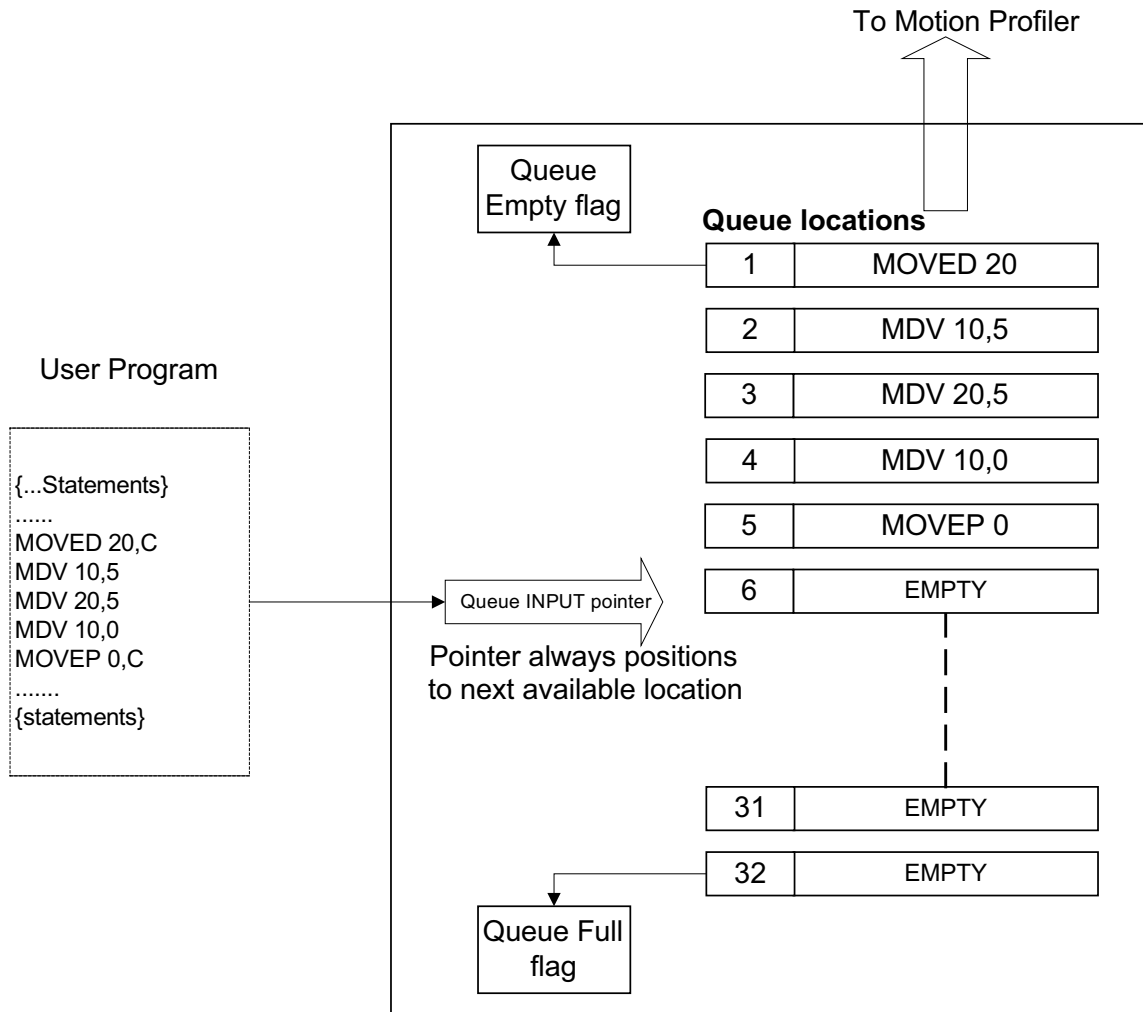 To Motion Profiler
Queue
Empty flag
Queue locations
1 MOVED 20
2 MDV 10,5
3 MDV 20,5
4 MDV 10,0
5 MOVEP 0
6 EMPTY
User Program
{...Statements}
......
MOVED 20,C
MDV 10,5
MDV 20,5
MDV 10,0
MOVEP 0,C
.......
{statements}
Queue INPUT pointer
Pointer always positions
to next available location
31 EMPTY
32 EMPTY
Queue Full
flag